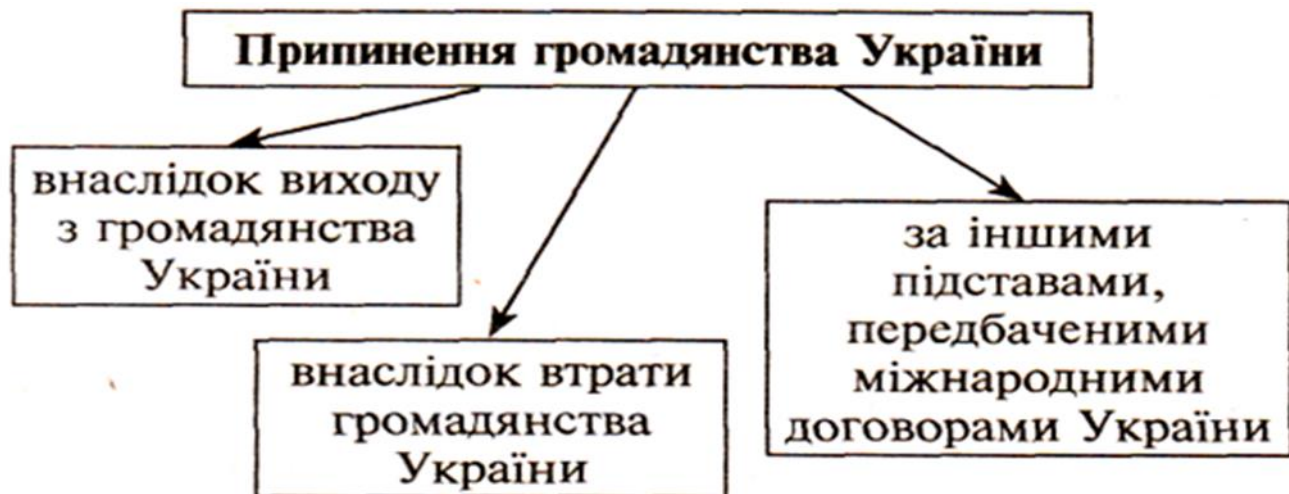 Припинення громадянства України
внаслідок виходу
з громадянства
України
внаслідок втрати
громадянства
України
за іншими
підставами,
передбаченими
міжнародними
договорами України